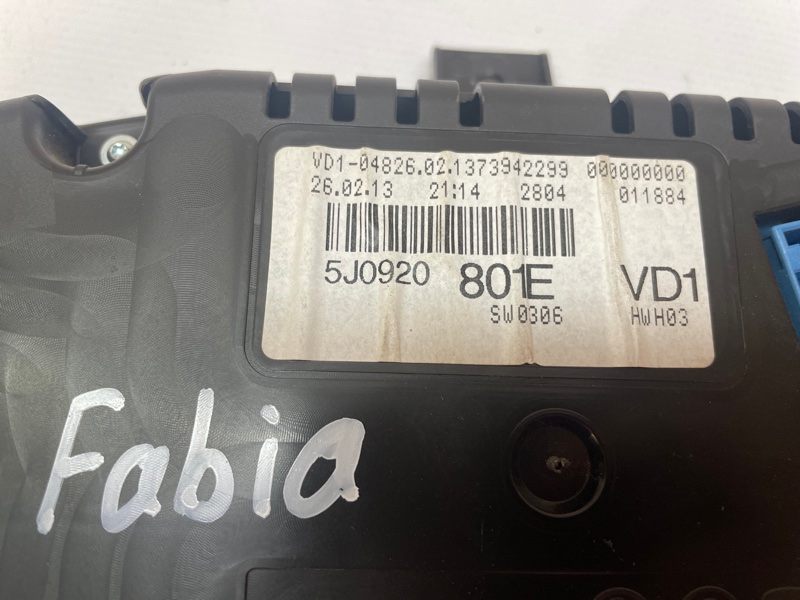 VD1-04826.02.1373942299 000000000
26.02.13 21:14 2804 011884
5J0920 801E VD1
SW0306 HWH03
Fabia